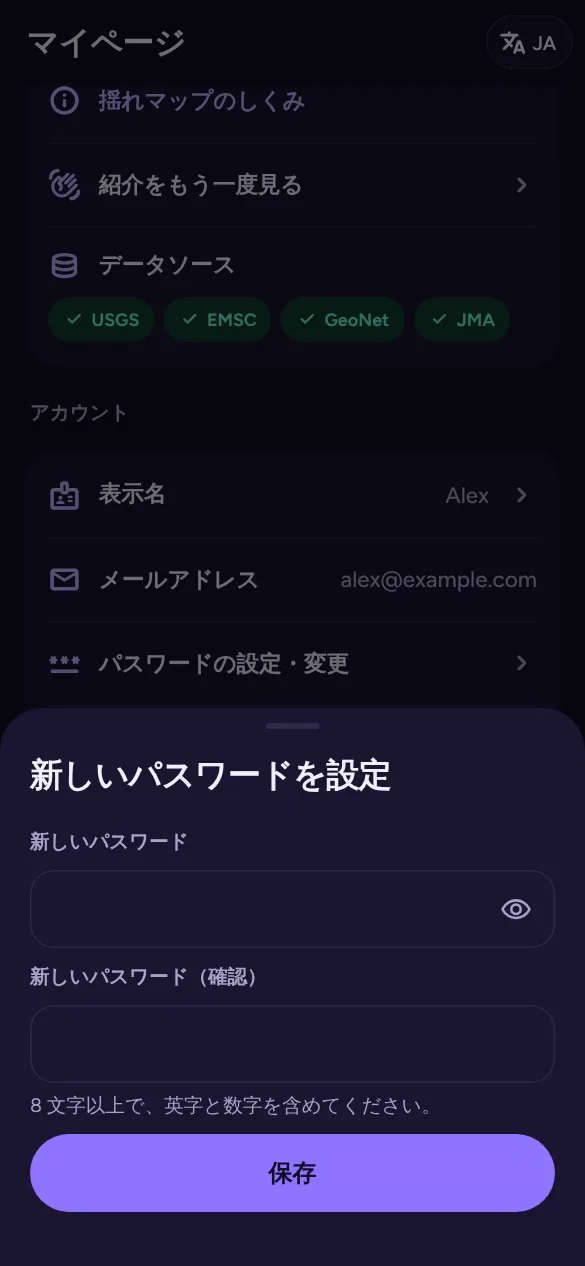 マイページ
JA
揺れマップのしくみ
紹介をもう一度見る
データソース
USGS EMSC GeoNet JMA
アカウント
表示名 Alex
メールアドレス alex@example.com
パスワードの設定・変更
新しいパスワードを設定
新しいパスワード
新しいパスワード（確認）
8 文字以上で、英字と数字を含めてください。
保存